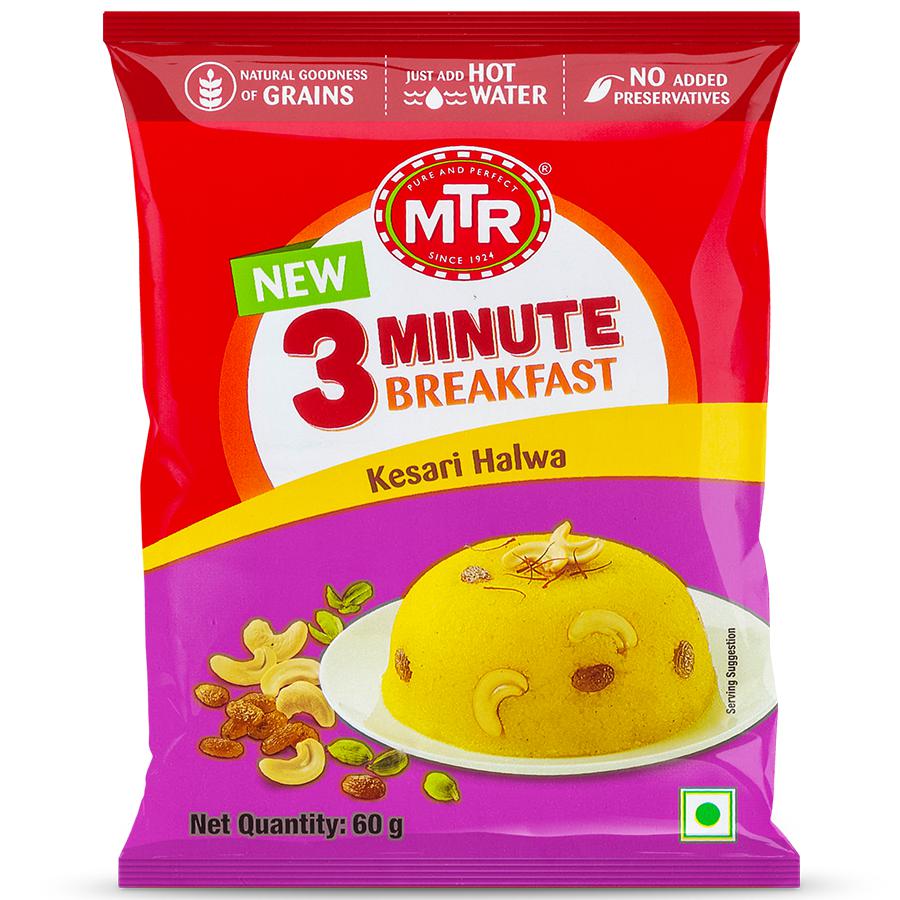 NATURAL GOODNESS
OF GRAINS
JUST ADD HOT
WATER
NO ADDED
PRESERVATIVES
PURE AND PERFECT
MTR
®
SINCE 1924
NEW
3 MINUTE
BREAKFAST
Kesari Halwa
Serving Suggestion
Net Quantity: 60 g